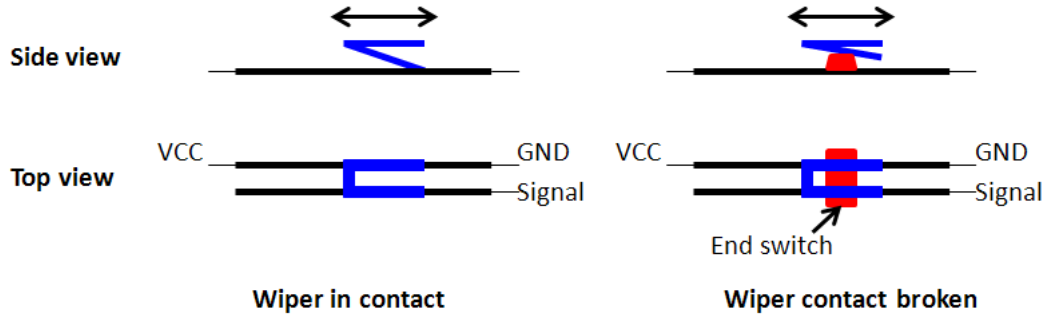 Side view
Top view
VCC
GND
Signal
VCC
GND
Signal
End switch
Wiper in contact
Wiper contact broken